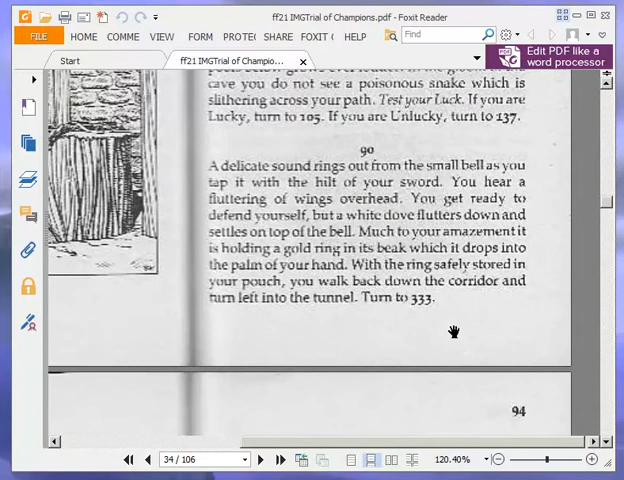 ff21 IMGTrial of Champions.pdf - Foxit Reader
FILE HOME COMME VIEW FORM PROTE SHARE FOXIT C HELP Find
Edit PDF like a
word processor
Start ff21 IMGTrial of Champio...
cave you do not see a poisonous snake which is
slithering across your path. Test your Luck. If you are
Lucky, turn to 105. If you are Unlucky, turn to 137.
90
A delicate sound rings out from the small bell as you
tap it with the hilt of your sword. You hear a
fluttering of wings overhead. You get ready to
defend yourself, but a white dove flutters down and
settles on top of the bell. Much to your amazement it
is holding a gold ring in its beak which it drops into
the palm of your hand. With the ring safely stored in
your pouch, you walk back down the corridor and
turn left into the tunnel. Turn to 333.
94
34 / 106
120.40%